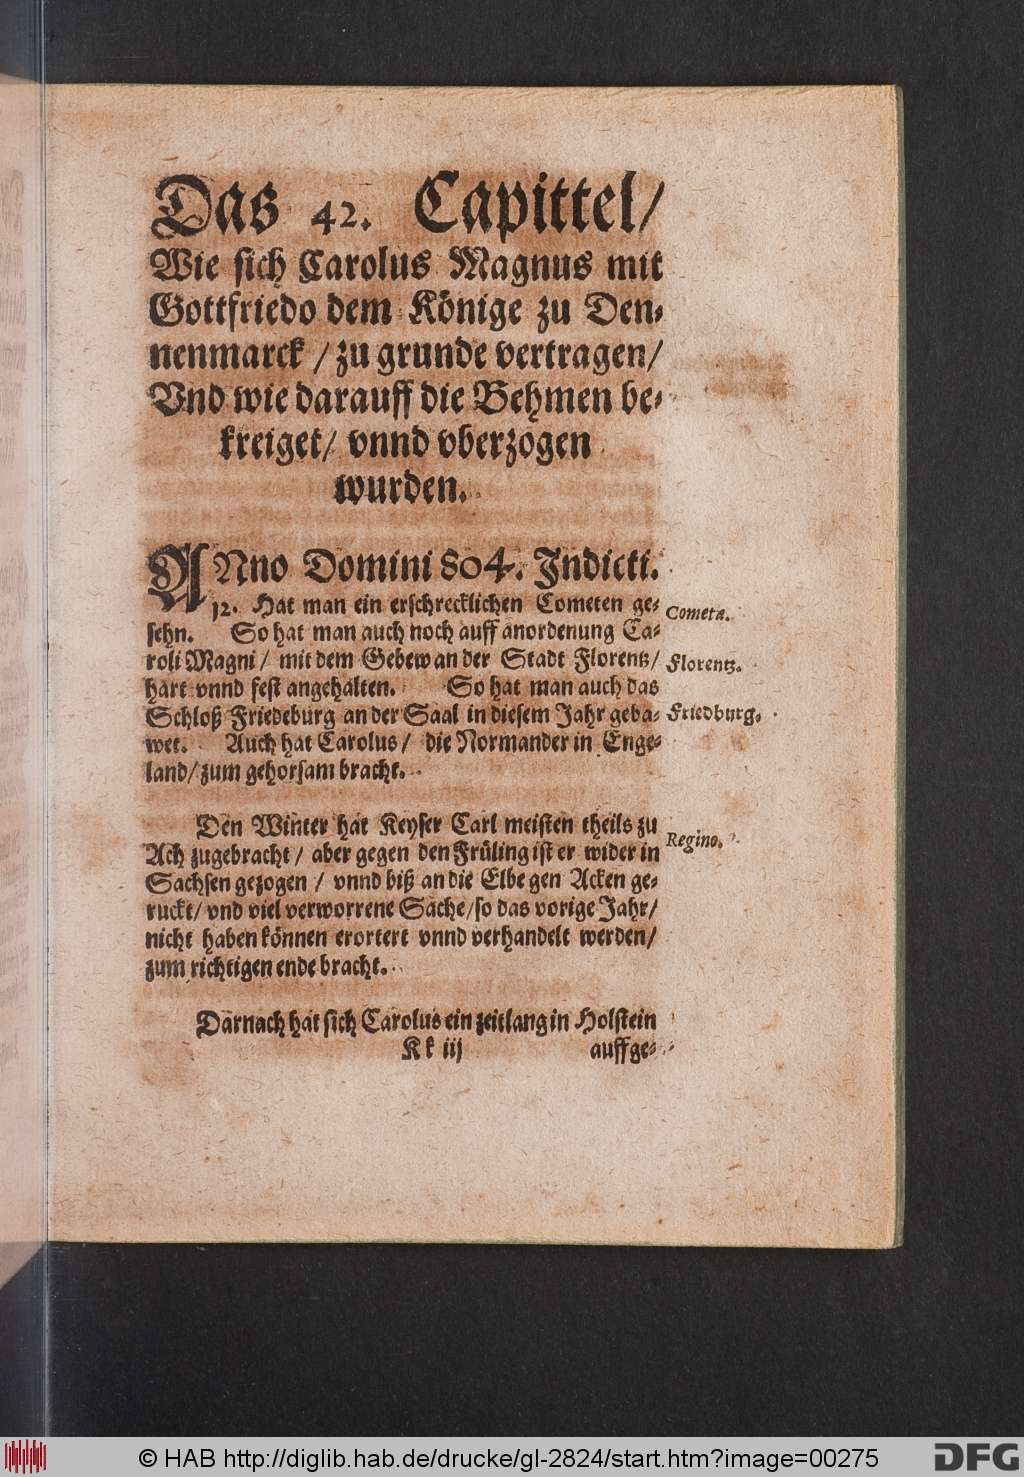 Das 42. Capittel/
Wie sich Carolus Magnus mit
Gottfriedo dem Könige zu Den-
nenmarck / zu grunde vertragen/
Vnd wie darauff die Behmen be-
kreiget/ vnnd vberzogen
wurden.
ANno Domini 804. Indicti.
12. Hat man ein erschrecklichen Cometen ge-
sehn. So hat man auch noch auff anordenung Ca-
roli Magni / mit dem Gebew an der Stadt Florentz/
hart vnnd fest angehalten. So hat man auch das
Schloß Friedeburg an der Saal in diesem Jahr geba-
wet. Auch hat Carolus / die Normander in Enge-
land/ zum gehorsam bracht.
Cometæ.
Florentz.
Friedburg.
Den Winter hat Keyser Carl meisten theils zu
Ach zugebracht / aber gegen den Früling ist er wider in
Sachsen gezogen / vnnd biß an die Elbe gen Acken ge-
ruckt/ vnd viel verworrene Sache/ so das vorige Jahr/
nicht haben können erortert vnnd verhandelt werden/
zum richtigen ende bracht.
Regino.
Darnach hat sich Carolus ein zeitlang in Holstein
Kk iij
auffge-
© HAB http://diglib.hab.de/drucke/gl-2824/start.htm?image=00275
DFG